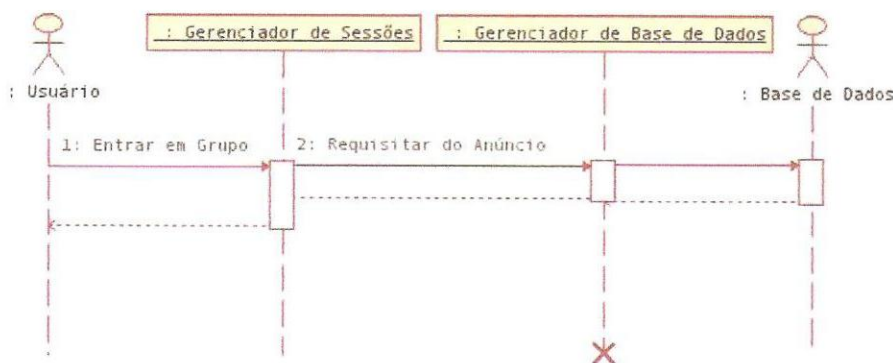 : Gerenciador de Sessões
: Gerenciador de Base de Dados
: Usuário
: Base de Dados
1: Entrar em Grupo
2: Requisitar do Anúncio